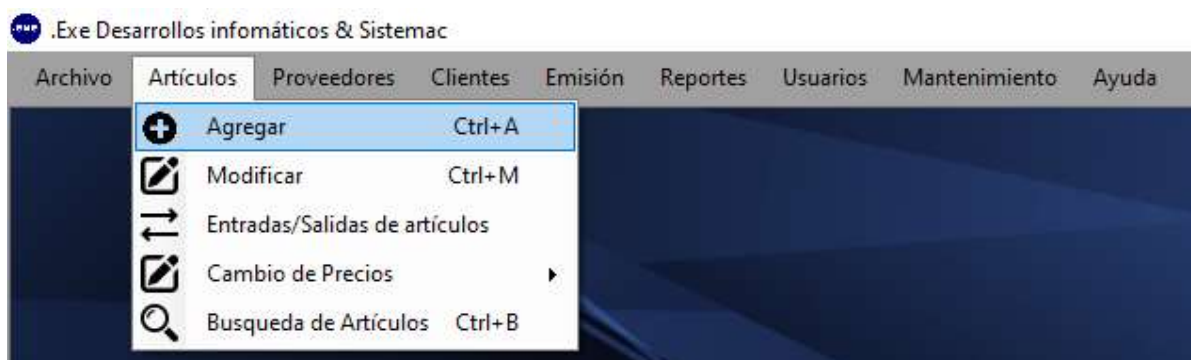 .exe .Exe Desarrollos infomáticos & Sistemac
Archivo Artículos Proveedores Clientes Emisión Reportes Usuarios Mantenimiento Ayuda
Agregar Ctrl+A
Modificar Ctrl+M
Entradas/Salidas de artículos
Cambio de Precios
Busqueda de Artículos Ctrl+B